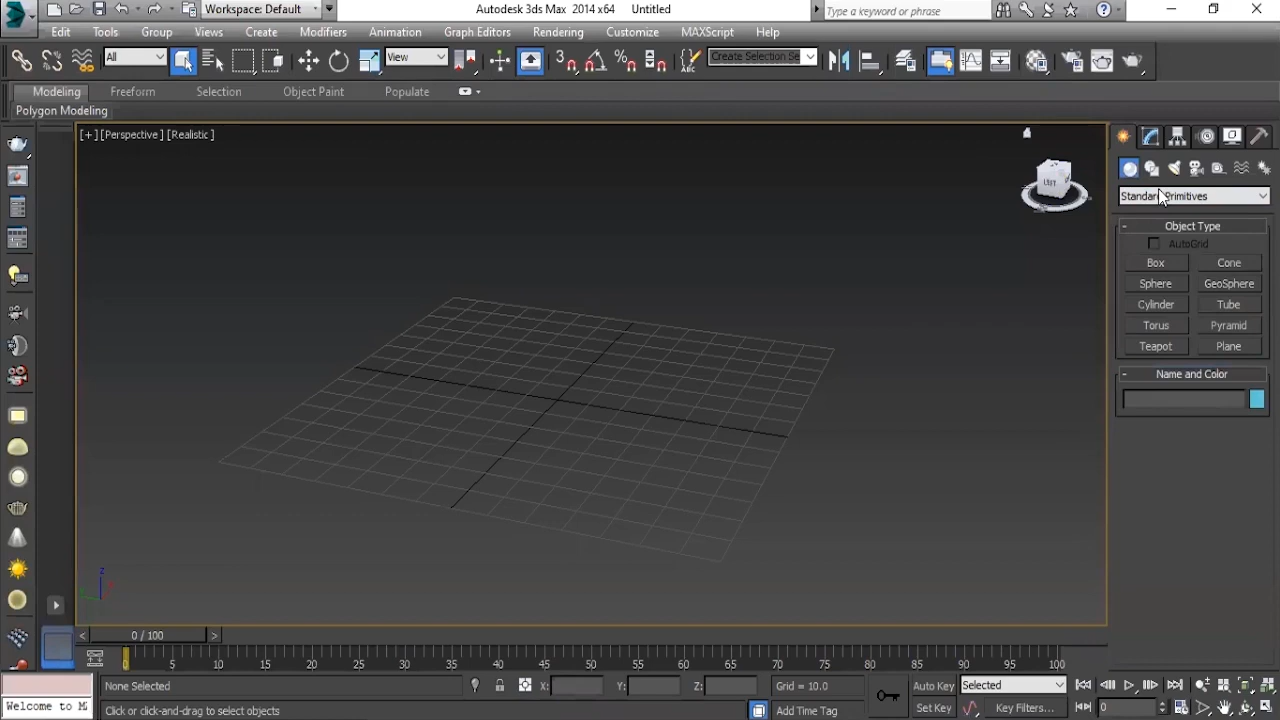 Workspace: Default
Autodesk 3ds Max 2014 x64 Untitled
Type a keyword or phrase
Edit Tools Group Views Create Modifiers Animation Graph Editors Rendering Customize MAXScript Help
All
View
3
Create Selection Se
Modeling Freeform Selection Object Paint Populate
Polygon Modeling
[+] [Perspective] [Realistic]
Standard Primitives
- Object Type
AutoGrid
Box Cone
Sphere GeoSphere
Cylinder Tube
Torus Pyramid
Teapot Plane
- Name and Color
z
< 0 / 100 >
0 5 10 15 20 25 30 35 40 45 50 55 60 65 70 75 80 85 90 95 100
None Selected X: Y: Z: Grid = 10.0 Auto Key Selected
Welcome to M Click or click-and-drag to select objects Add Time Tag Set Key Key Filters... 0